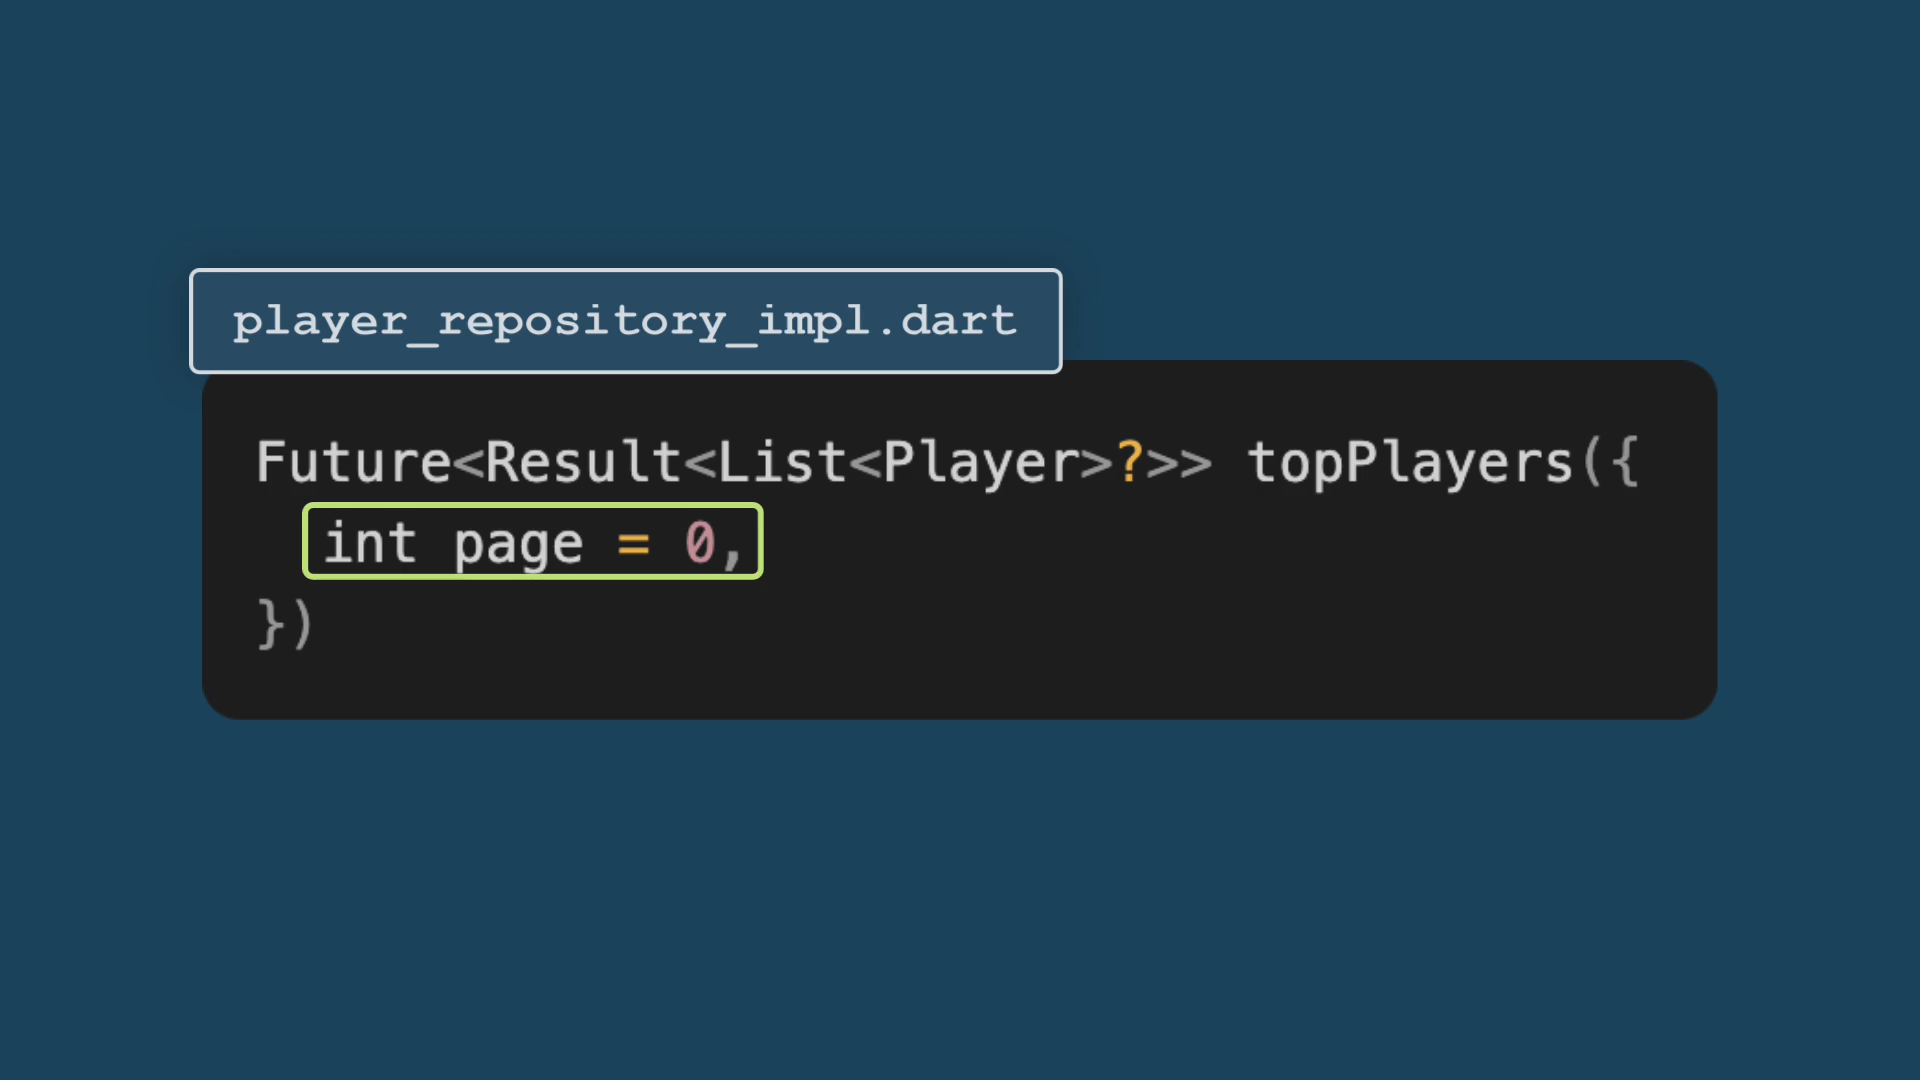 player_repository_impl.dart
Future<Result<List<Player>?>> topPlayers({
int page = 0,
})